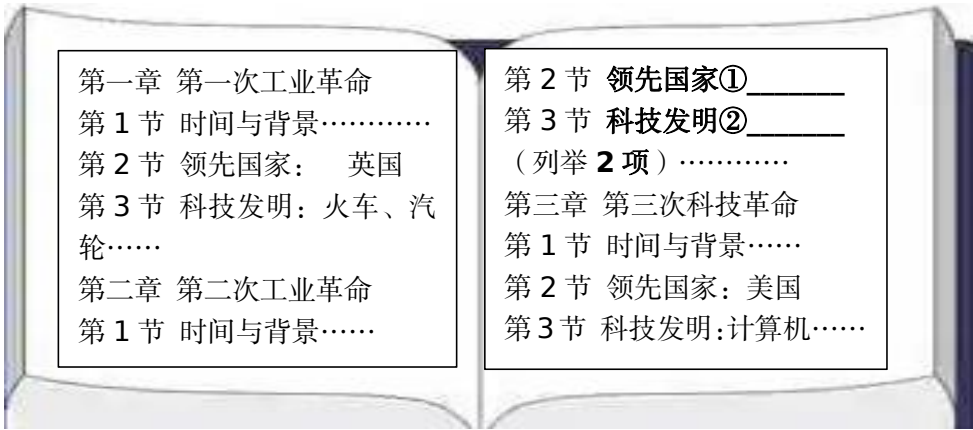 第一章 第一次工业革命
第 1 节 时间与背景…………
第 2 节 领先国家： 英国
第 3 节 科技发明：火车、汽
轮……
第二章 第二次工业革命
第 1 节 时间与背景……
第 2 节 领先国家①_______
第 3 节 科技发明②_______
（列举 2 项）…………
第三章 第三次科技革命
第 1 节 时间与背景……
第 2 节 领先国家：美国
第 3 节 科技发明:计算机……